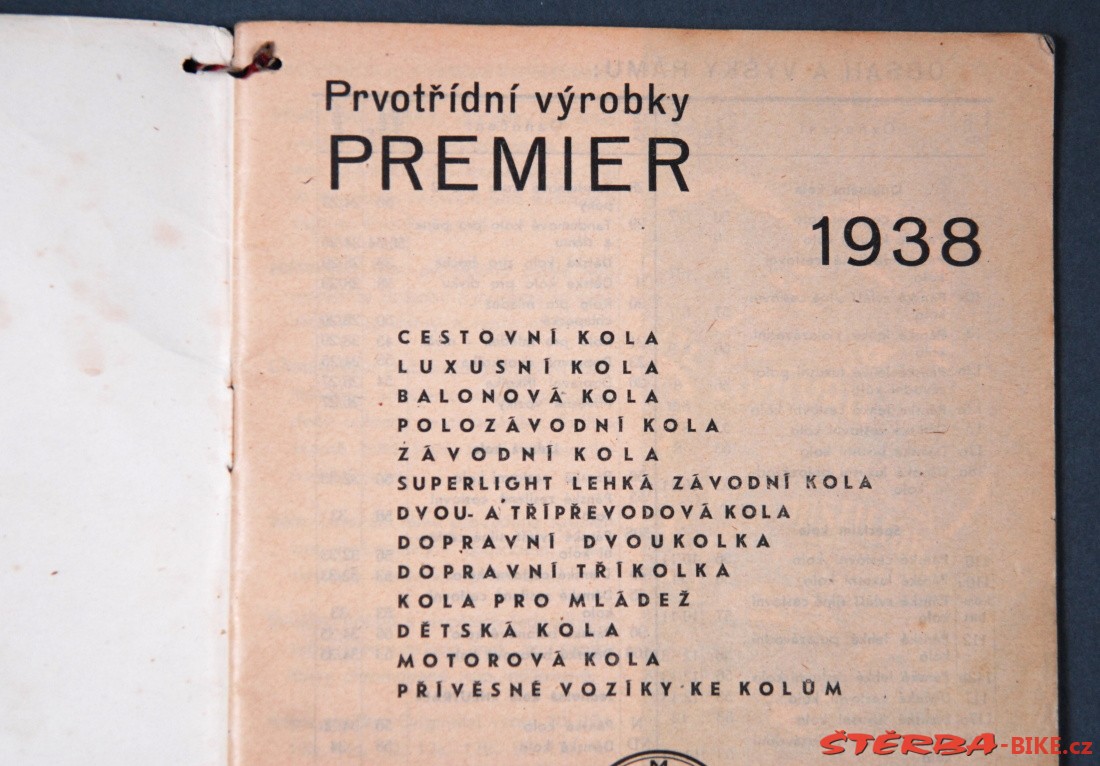 Prvotřídní výrobky
PREMIER
1938
CESTOVNÍ KOLA
LUXUSNÍ KOLA
BALONOVÁ KOLA
POLOZÁVODNÍ KOLA
ZÁVODNÍ KOLA
SUPERLIGHT LEHKÁ ZÁVODNÍ KOLA
DVOU- A TŘÍPŘEVODOVÁ KOLA
DOPRAVNÍ DVOUKOLKA
DOPRAVNÍ TŘÍKOLKA
KOLA PRO MLÁDEŽ
DĚTSKÁ KOLA
MOTOROVÁ KOLA
PŘÍVĚSNÉ VOZÍKY KE KOLŮM
ŠTĚRBA-BIKE.cz